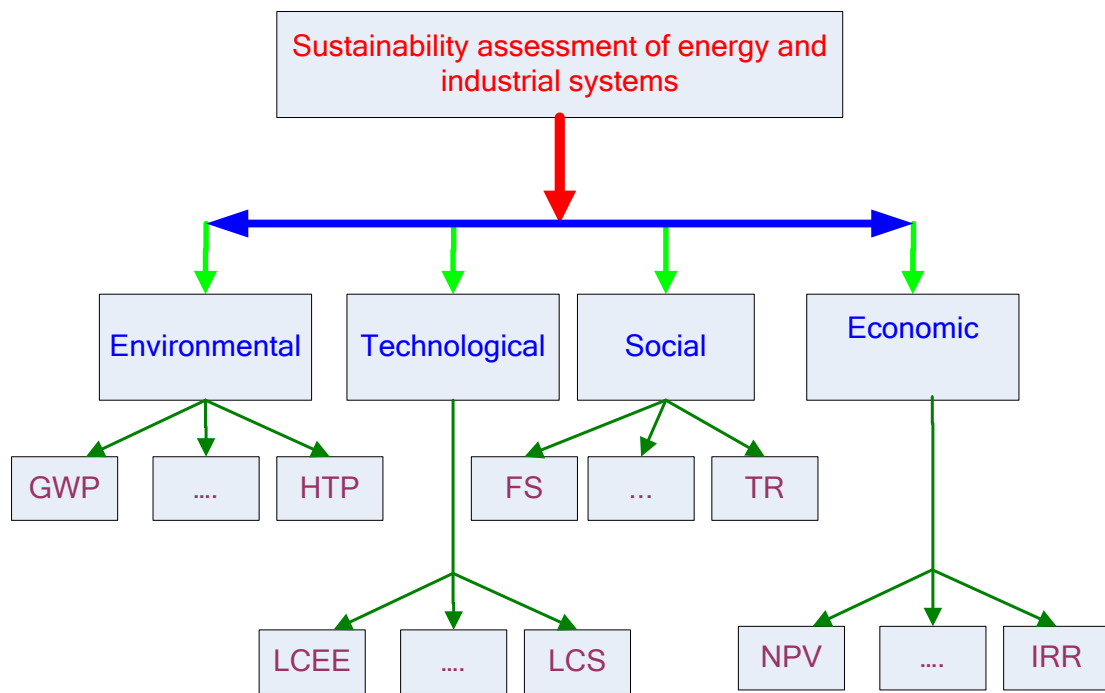 Sustainability assessment of energy and
industrial systems
Environmental
Technological
Social
Economic
GWP
....
HTP
FS
...
TR
LCEE
....
LCS
NPV
....
IRR